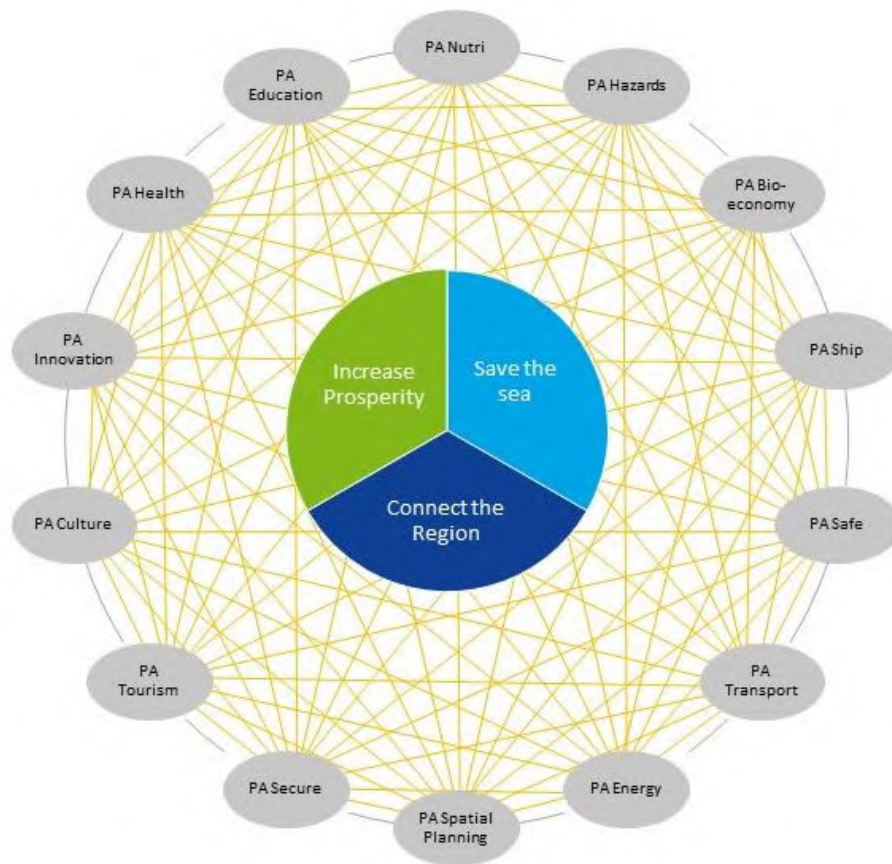 PA Nutri
PA Hazards
PA Bio-
economy
PA Ship
PA Safe
PA
Transport
PA Energy
PA Spatial
Planning
PA Secure
PA
Tourism
PA Culture
PA
Innovation
PA Health
PA
Education
Increase
Prosperity
Save the
sea
Connect the
Region